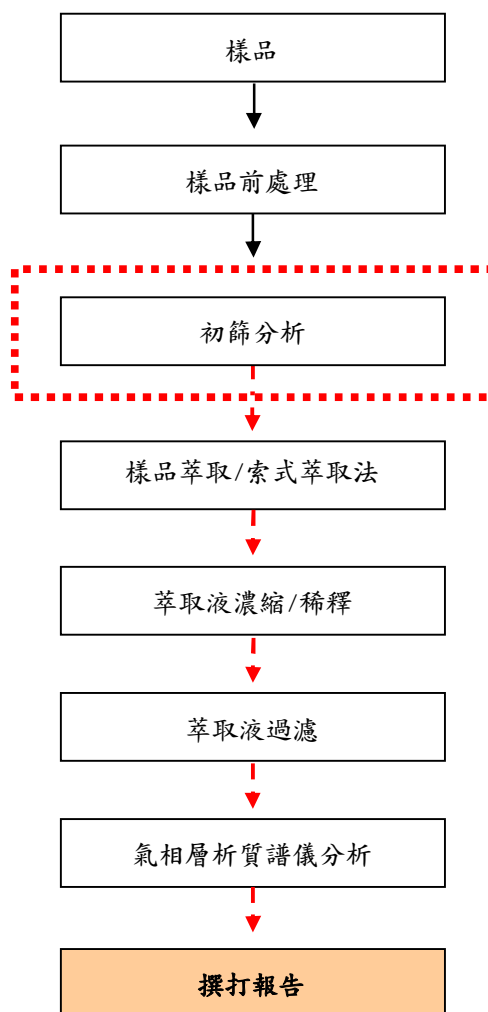 樣品
樣品前處理
初篩分析
樣品萃取/索式萃取法
萃取液濃縮/稀釋
萃取液過濾
氣相層析質譜儀分析
撰打報告